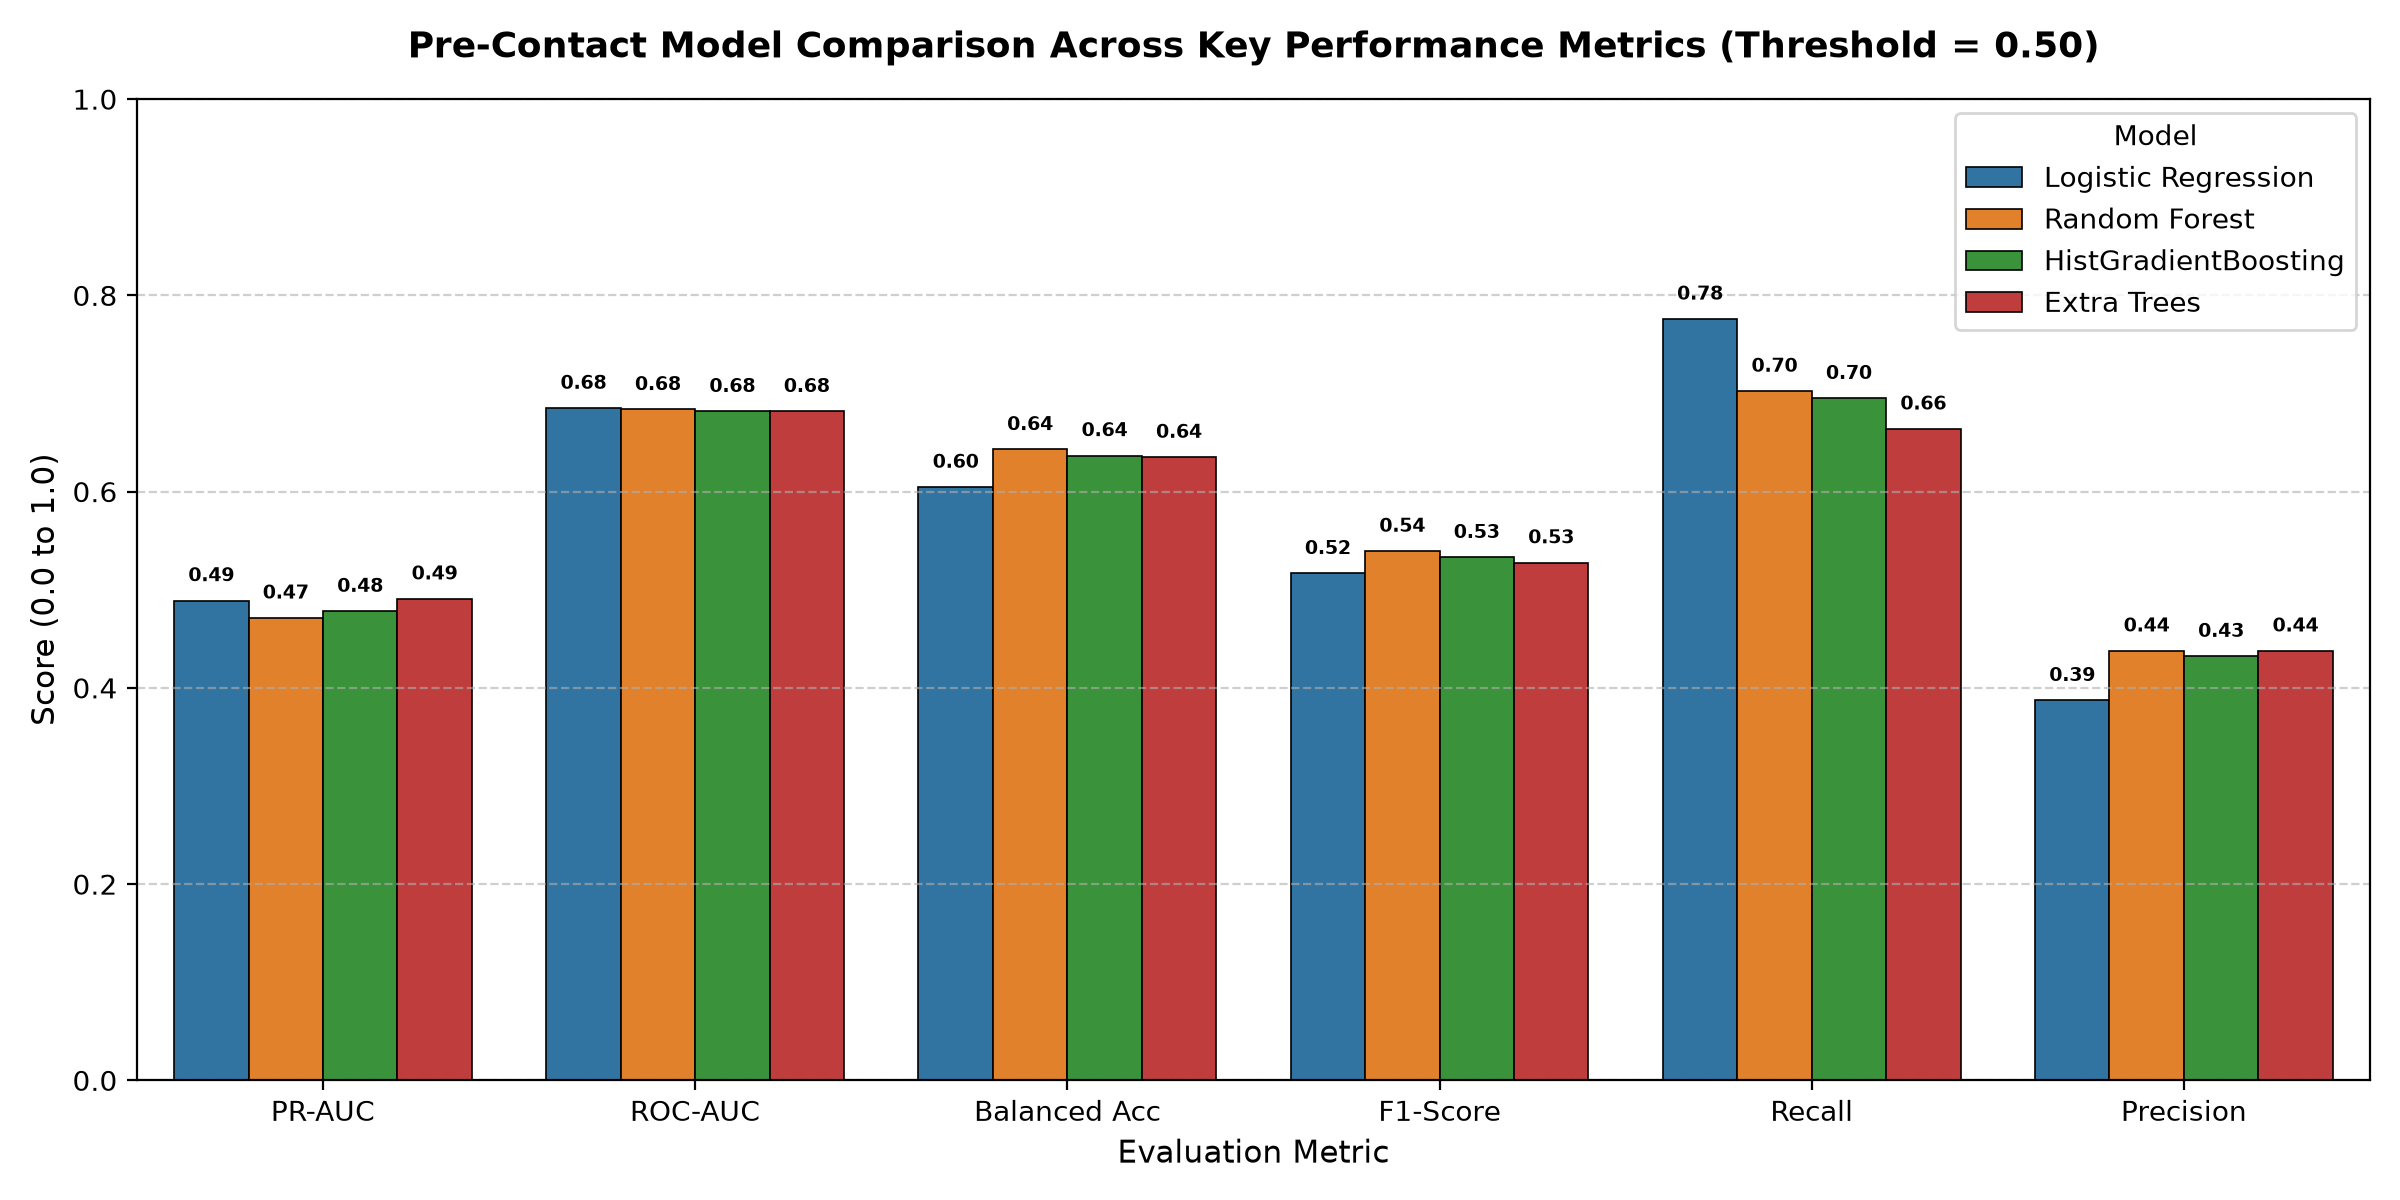 Pre-Contact Model Comparison Across Key Performance Metrics (Threshold = 0.50)
Model
Logistic Regression
Random Forest
HistGradientBoosting
Extra Trees
Score (0.0 to 1.0)
1.0
0.8
0.6
0.4
0.2
0.0
0.49 0.47 0.48 0.49
0.68 0.68 0.68 0.68
0.60 0.64 0.64 0.64
0.52 0.54 0.53 0.53
0.78 0.70 0.70 0.66
0.39 0.44 0.43 0.44
PR-AUC ROC-AUC Balanced Acc F1-Score Recall Precision
Evaluation Metric